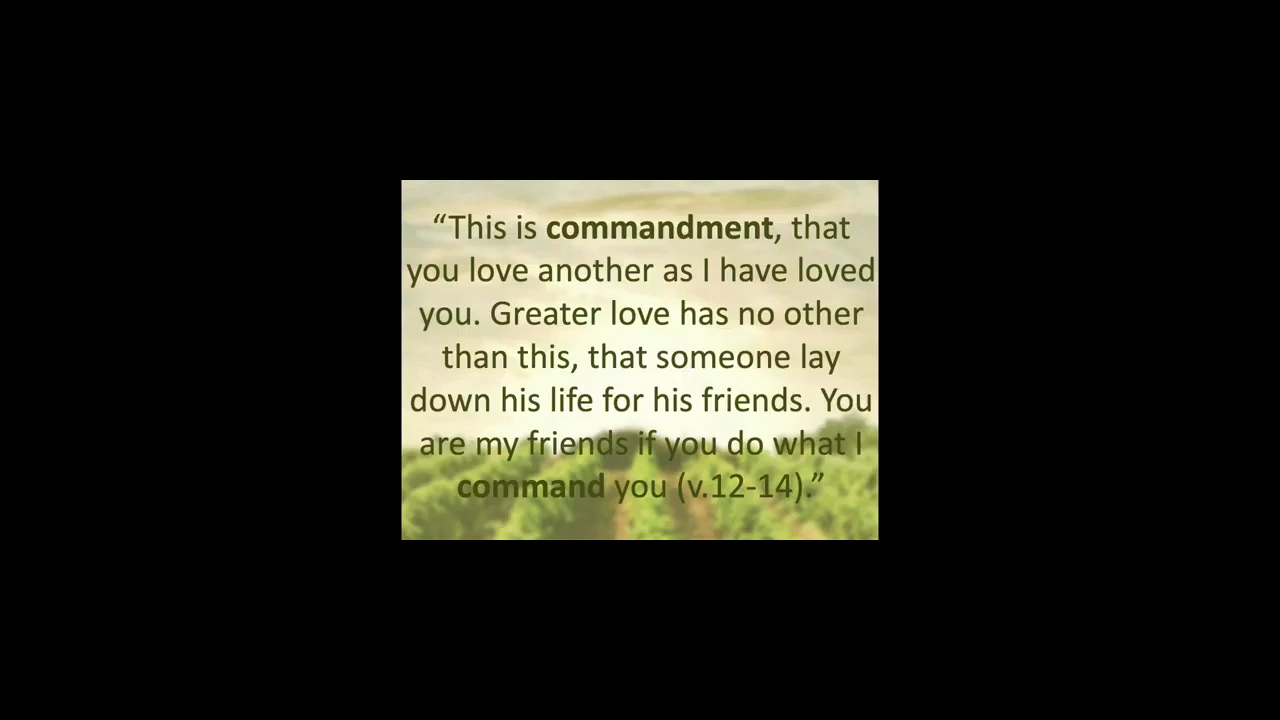 “This is commandment, that
you love another as I have loved
you. Greater love has no other
than this, that someone lay
down his life for his friends. You
are my friends if you do what I
command you (v.12-14).”